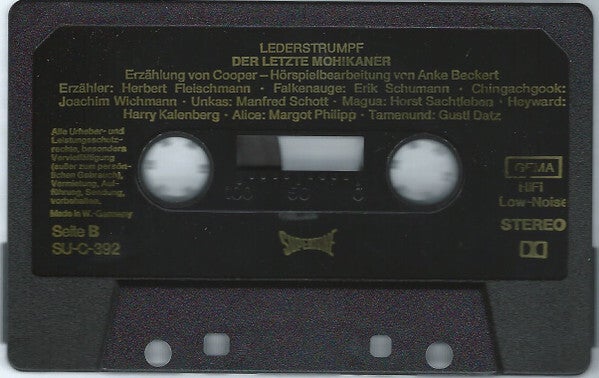 LEDERSTRUMPF
DER LETZTE MOHIKANER
Erzählung von Cooper – Hörspielbearbeitung von Anke Beckert
Erzähler: Herbert Fleischmann · Falkenauge: Erik Schumann · Chingachgook:
Joachim Wichmann · Unkas: Manfred Schott · Magua: Horst Sachtleben · Heyward:
Harry Kalenberg · Alice: Margot Philipp · Tamenund: Gustl Datz
Alle Urheber- und
Leistungsschutz-
rechte, besonders
Vervielfältigung
(außer zum persön-
lichen Gebrauch),
Vermietung, Auf-
führung, Sendung,
vorbehalten.
Made in W.-Germany
Seite B
SU-C-392
100 50 0
GEMA
HIFI
Low-Noise
STEREO